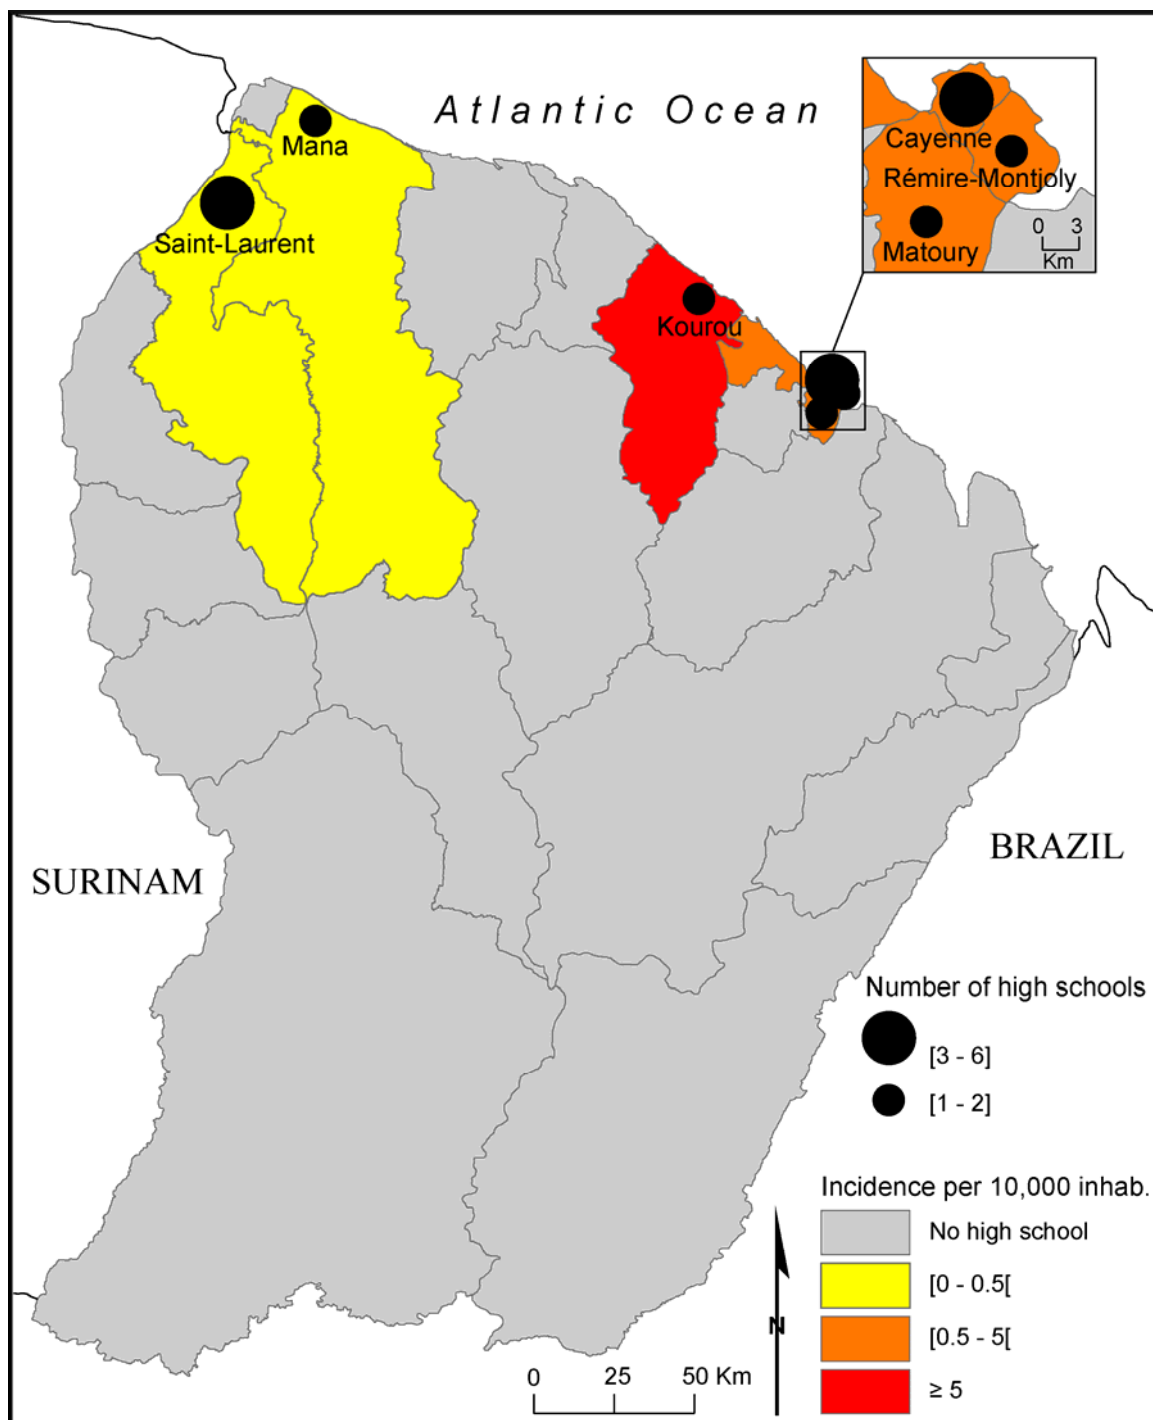 Atlantic Ocean
Mana
Saint-Laurent
Kourou
Cayenne
Rémire-Montjoly
Matoury
0 3
Km
SURINAM
BRAZIL
Number of high schools
[3 - 6]
[1 - 2]
Incidence per 10,000 inhab.
No high school
[0 - 0.5[
[0.5 - 5[
≥ 5
N
0 25 50 Km